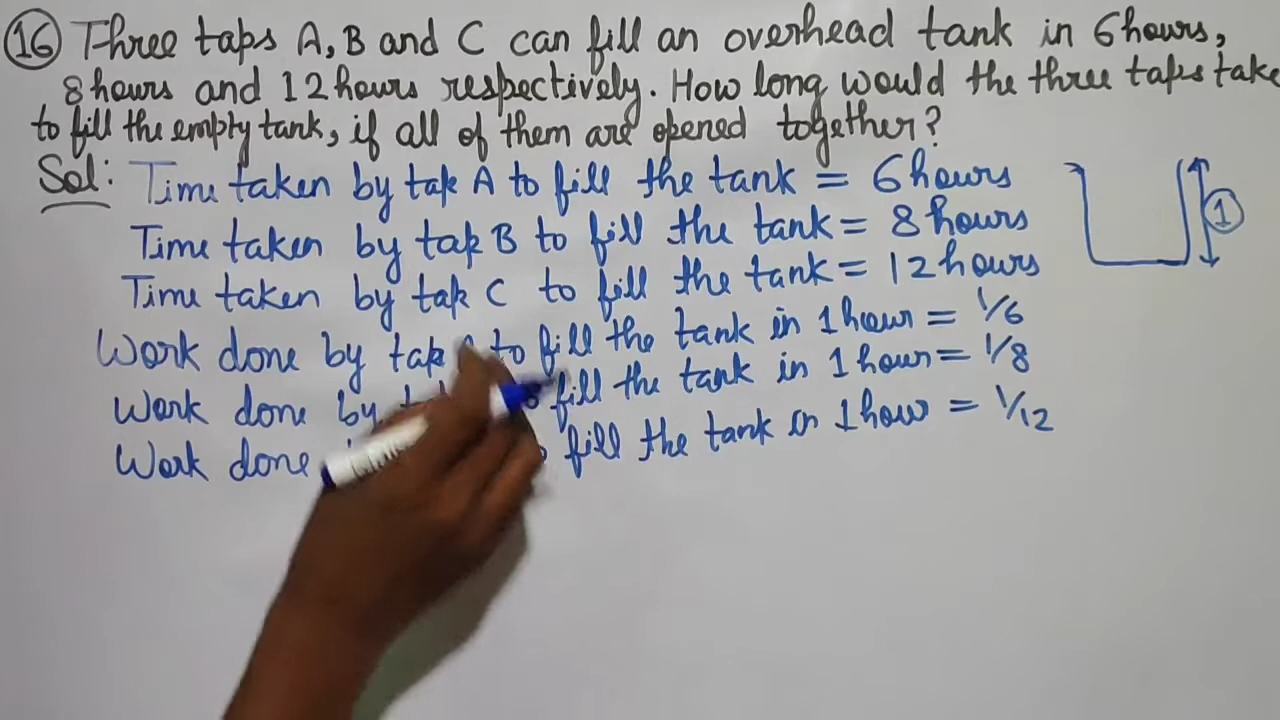 16 Three taps A, B and C can fill an overhead tank in 6 hours,
8 hours and 12 hours respectively. How long would the three taps take
to fill the empty tank, if all of them are opened together?
Sol: Time taken by tap A to fill the tank = 6 hours
1
Time taken by tap B to fill the tank = 8 hours
Time taken by tap C to fill the tank = 12 hours
Work done by tap to fill the tank in 1 hour = 1/6
Work done by fill the tank in 1 hour = 1/8
Work done fill the tank in 1 hour = 1/12